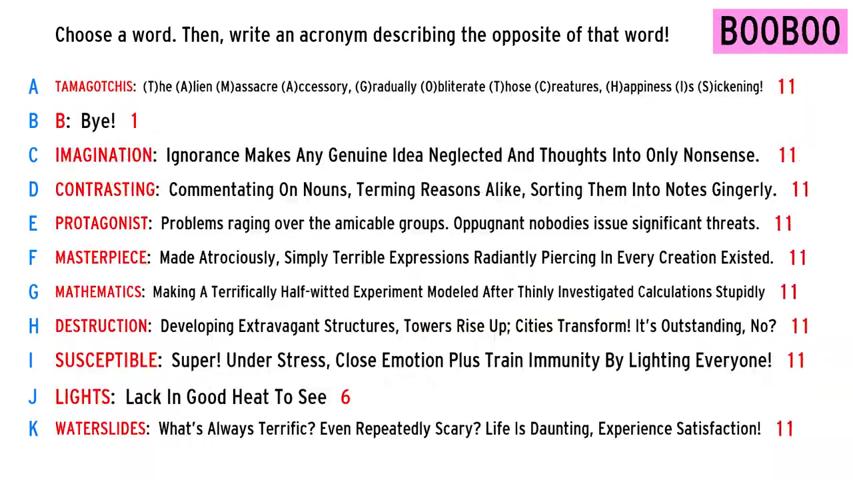 Choose a word. Then, write an acronym describing the opposite of that word!
BOOBOO
A TAMAGOTCHIS: (T)he (A)lien (M)assacre (A)ccessory, (G)radually (O)bliterate (T)hose (C)reatures, (H)appiness (I)s (S)ickening! 11
B B: Bye! 1
C IMAGINATION: Ignorance Makes Any Genuine Idea Neglected And Thoughts Into Only Nonsense. 11
D CONTRASTING: Commentating On Nouns, Terming Reasons Alike, Sorting Them Into Notes Gingerly. 11
E PROTAGONIST: Problems raging over the amicable groups. Oppugnant nobodies issue significant threats. 11
F MASTERPIECE: Made Atrociously, Simply Terrible Expressions Radiantly Piercing In Every Creation Existed. 11
G MATHEMATICS: Making A Terrifically Half-witted Experiment Modeled After Thinly Investigated Calculations Stupidly 11
H DESTRUCTION: Developing Extravagant Structures, Towers Rise Up; Cities Transform! It's Outstanding, No? 11
I SUSCEPTIBLE: Super! Under Stress, Close Emotion Plus Train Immunity By Lighting Everyone! 11
J LIGHTS: Lack In Good Heat To See 6
K WATERSLIDES: What's Always Terrific? Even Repeatedly Scary? Life Is Daunting, Experience Satisfaction! 11